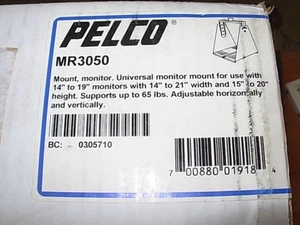 PELCO
MR3050
Mount, monitor. Universal monitor mount for use with
14" to 19" monitors with 14" to 21" width and 15" to 20"
height. Supports up to 65 lbs. Adjustable horizontally
and vertically.
BC: 0305710
7 00880 01918 4